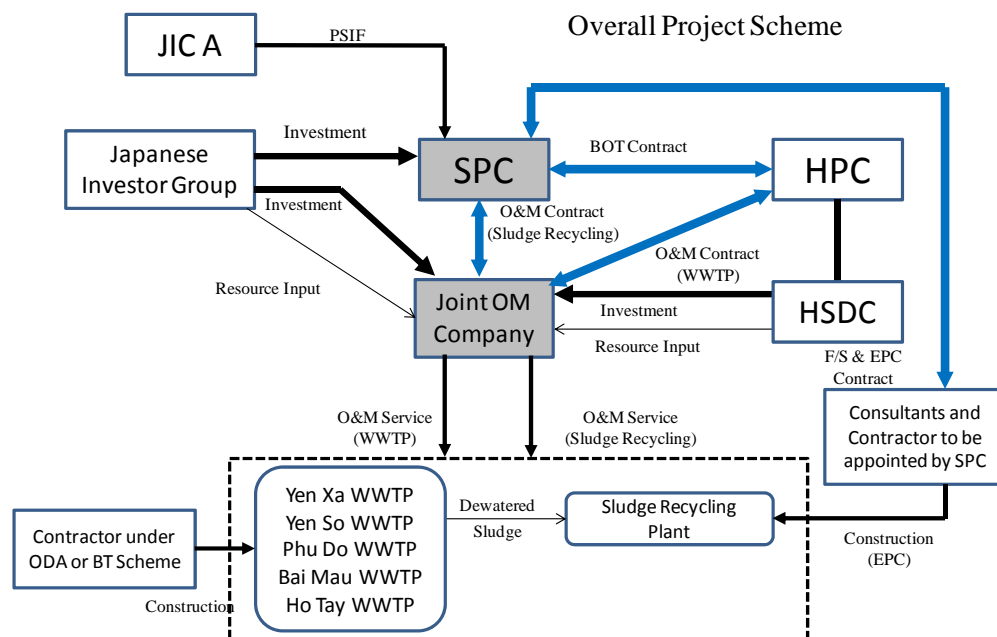 Overall Project Scheme
JIC A
PSIF
Investment
Japanese
Investor Group
Investment
SPC
BOT Contract
HPC
O&M Contract
(Sludge Recycling)
O&M Contract
(WWTP)
Resource Input
Joint OM
Company
Investment
Resource Input
HSDC
F/S & EPC
Contract
O&M Service
(WWTP)
O&M Service
(Sludge Recycling)
Consultants and
Contractor to be
appointed by SPC
Yen Xa WWTP
Yen So WWTP
Phu Do WWTP
Bai Mau WWTP
Ho Tay WWTP
Dewatered
Sludge
Sludge Recycling
Plant
Contractor under
ODA or BT Scheme
Construction
Construction
(EPC)